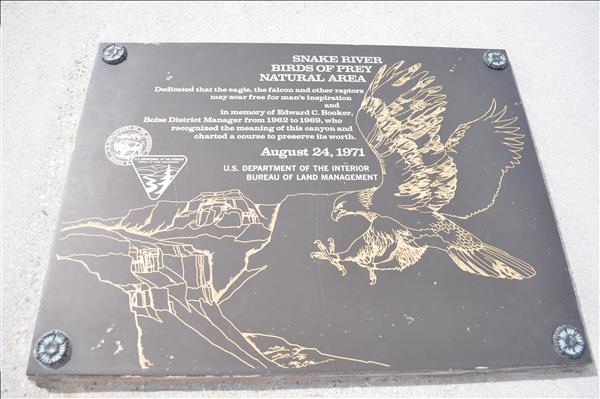 SNAKE RIVER
BIRDS OF PREY
NATURAL AREA
Dedicated that the eagle, the falcon and other raptors
may soar free for man's inspiration
and
in memory of Edward C. Booker,
Boise District Manager from 1962 to 1969, who
recognized the meaning of this canyon and
charted a course to preserve its worth.
August 24, 1971
U.S. DEPARTMENT OF THE INTERIOR
BUREAU OF LAND MANAGEMENT